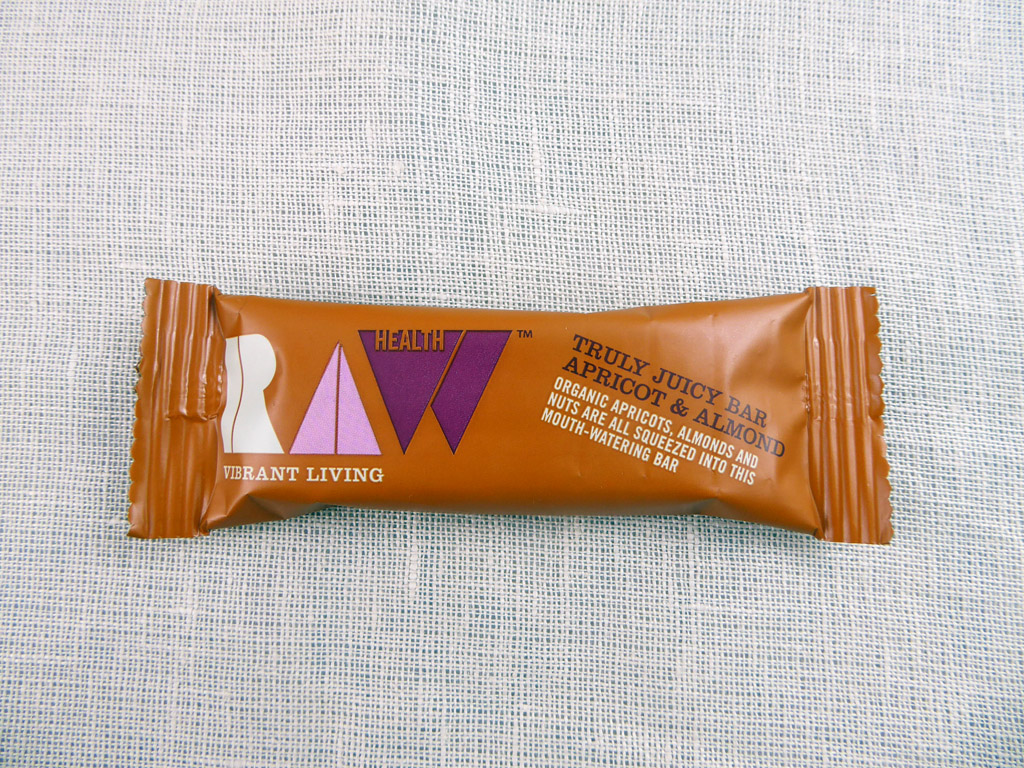 RAW
HEALTH
™
VIBRANT LIVING
TRULY JUICY BAR
APRICOT & ALMOND
ORGANIC APRICOTS, ALMONDS AND
NUTS ARE ALL SQUEEZED INTO THIS
MOUTH-WATERING BAR